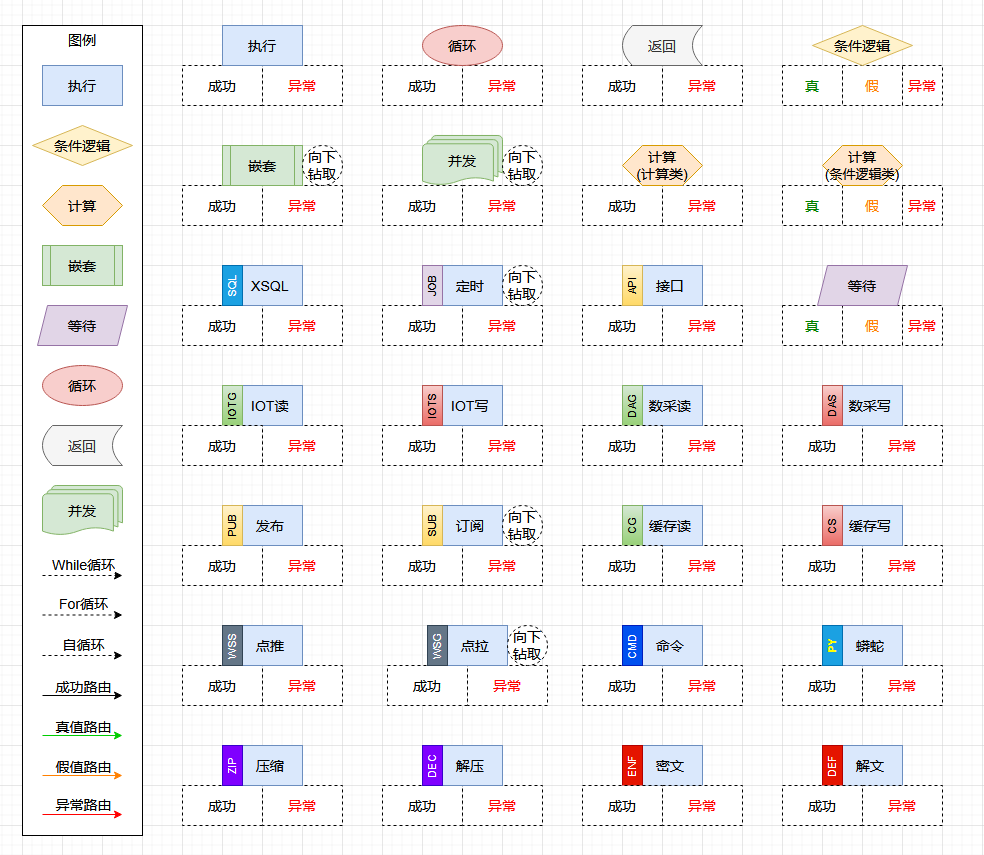 图例
执行
条件逻辑
计算
嵌套
等待
循环
返回
并发
While循环
For循环
自循环
成功路由
真值路由
假值路由
异常路由
执行
成功
异常
循环
成功
异常
返回
成功
异常
条件逻辑
真
假
异常
嵌套
向下
钻取
成功
异常
并发
向下
钻取
成功
异常
计算
(计算类)
成功
异常
计算
(条件逻辑类)
真
假
异常
SQL
XSQL
成功
异常
JOB
定时
向下
钻取
成功
异常
API
接口
成功
异常
等待
真
假
异常
IOTG
IOT读
成功
异常
IOTS
IOT写
成功
异常
DAG
数采读
成功
异常
DAS
数采写
成功
异常
PUB
发布
成功
异常
SUB
订阅
向下
钻取
成功
异常
CG
缓存读
成功
异常
CS
缓存写
成功
异常
WSS
点推
成功
异常
WSG
点拉
向下
钻取
成功
异常
CMD
命令
成功
异常
PY
蟒蛇
成功
异常
ZIP
压缩
成功
异常
DEC
解压
成功
异常
ENF
密文
成功
异常
DEF
解文
成功
异常